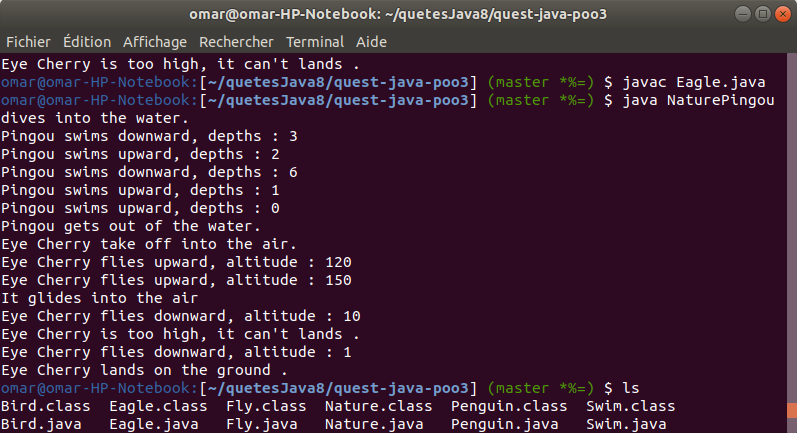 omar@omar-HP-Notebook: ~/quetesJava8/quest-java-poo3
Fichier Édition Affichage Rechercher Terminal Aide
Eye Cherry is too high, it can't lands .
omar@omar-HP-Notebook:[~/quetesJava8/quest-java-poo3] (master *%=) $ javac Eagle.java
omar@omar-HP-Notebook:[~/quetesJava8/quest-java-poo3] (master *%=) $ java NaturePingou
dives into the water.
Pingou swims downward, depths : 3
Pingou swims upward, depths : 2
Pingou swims downward, depths : 6
Pingou swims upward, depths : 1
Pingou swims upward, depths : 0
Pingou gets out of the water.
Eye Cherry take off into the air.
Eye Cherry flies upward, altitude : 120
Eye Cherry flies upward, altitude : 150
It glides into the air
Eye Cherry flies downward, altitude : 10
Eye Cherry is too high, it can't lands .
Eye Cherry flies downward, altitude : 1
Eye Cherry lands on the ground .
omar@omar-HP-Notebook:[~/quetesJava8/quest-java-poo3] (master *%=) $ ls
Bird.class Eagle.class Fly.class Nature.class Penguin.class Swim.class
Bird.java Eagle.java Fly.java Nature.java Penguin.java Swim.java